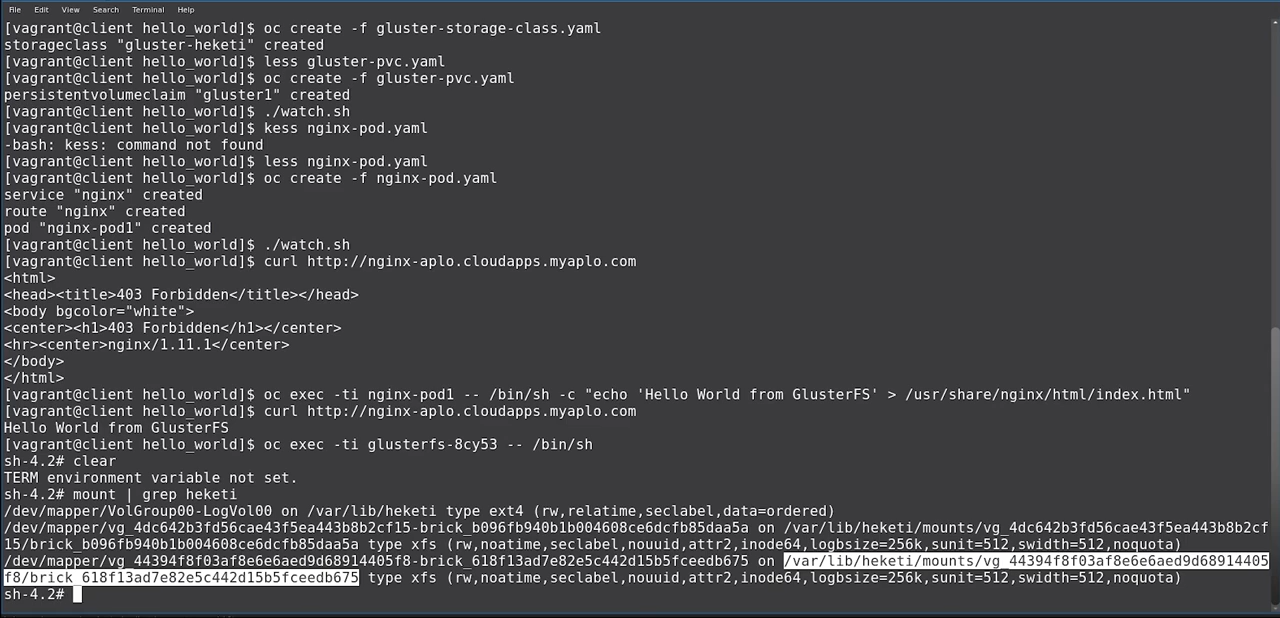 File Edit View Search Terminal Help
[vagrant@client hello_world]$ oc create -f gluster-storage-class.yaml
storageclass "gluster-heketi" created
[vagrant@client hello_world]$ less gluster-pvc.yaml
[vagrant@client hello_world]$ oc create -f gluster-pvc.yaml
persistentvolumeclaim "gluster1" created
[vagrant@client hello_world]$ ./watch.sh
[vagrant@client hello_world]$ kess nginx-pod.yaml
-bash: kess: command not found
[vagrant@client hello_world]$ less nginx-pod.yaml
[vagrant@client hello_world]$ oc create -f nginx-pod.yaml
service "nginx" created
route "nginx" created
pod "nginx-pod1" created
[vagrant@client hello_world]$ ./watch.sh
[vagrant@client hello_world]$ curl http://nginx-aplo.cloudapps.myaplo.com
<html>
<head><title>403 Forbidden</title></head>
<body bgcolor="white">
<center><h1>403 Forbidden</h1></center>
<hr><center>nginx/1.11.1</center>
</body>
</html>
[vagrant@client hello_world]$ oc exec -ti nginx-pod1 -- /bin/sh -c "echo 'Hello World from GlusterFS' > /usr/share/nginx/html/index.html"
[vagrant@client hello_world]$ curl http://nginx-aplo.cloudapps.myaplo.com
Hello World from GlusterFS
[vagrant@client hello_world]$ oc exec -ti glusterfs-8cy53 -- /bin/sh
sh-4.2# clear
TERM environment variable not set.
sh-4.2# mount | grep heketi
/dev/mapper/VolGroup00-LogVol00 on /var/lib/heketi type ext4 (rw,relatime,seclabel,data=ordered)
/dev/mapper/vg_4dc642b3fd56cae43f5ea443b8b2cf15-brick_b096fb940b1b004608ce6dcfb85daa5a on /var/lib/heketi/mounts/vg_4dc642b3fd56cae43f5ea443b8b2cf
15/brick_b096fb940b1b004608ce6dcfb85daa5a type xfs (rw,noatime,seclabel,nouuid,attr2,inode64,logbsize=256k,sunit=512,swidth=512,noquota)
/dev/mapper/vg_44394f8f03af8e6e6aed9d68914405f8-brick_618f13ad7e82e5c442d15b5fceedb675 on /var/lib/heketi/mounts/vg_44394f8f03af8e6e6aed9d68914405
f8/brick_618f13ad7e82e5c442d15b5fceedb675 type xfs (rw,noatime,seclabel,nouuid,attr2,inode64,logbsize=256k,sunit=512,swidth=512,noquota)
sh-4.2#